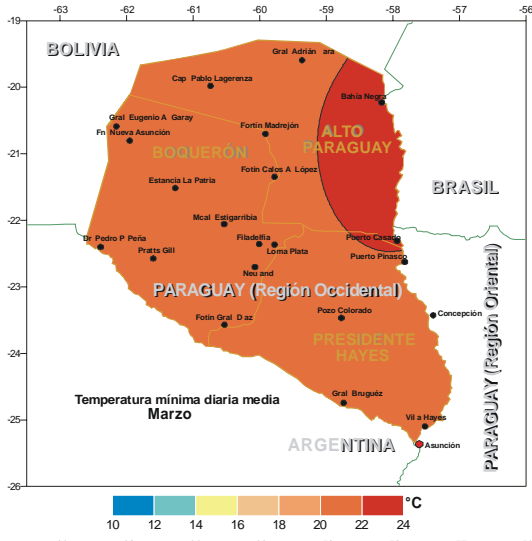 -63 -62 -61 -60 -59 -58 -57 -56 -55
-19
BOLIVIA
Gral Adrián ara
-20
Cap Pablo Lagerenza
Bahía Negra
Gral Eugenio A Garay
Fn Nueva Asunción
Fortín Madrejón
ALTO
PARAGUAY
-21
BOQUERÓN
Fotín Calos A López
Estancia La Patria
BRASIL
-22
Mcal Estigarribia
Dr Pedro P Peña
Filadelfia
Loma Plata
Puerto Casado
Pratts Gill
Puerto Pinasco
Neu and
-23
PARAGUAY (Región Occidental)
Fotín Gral D az
Pozo Colorado
Concepción
PARAGUAY (Región Oriental)
PRESIDENTE
HAYES
-24
Gral Bruguéz
Temperatura mínima diaria media
Marzo
-25
Vil a Hayes
ARGENTINA
Asunción
-26
°C
10 12 14 16 18 20 22 24